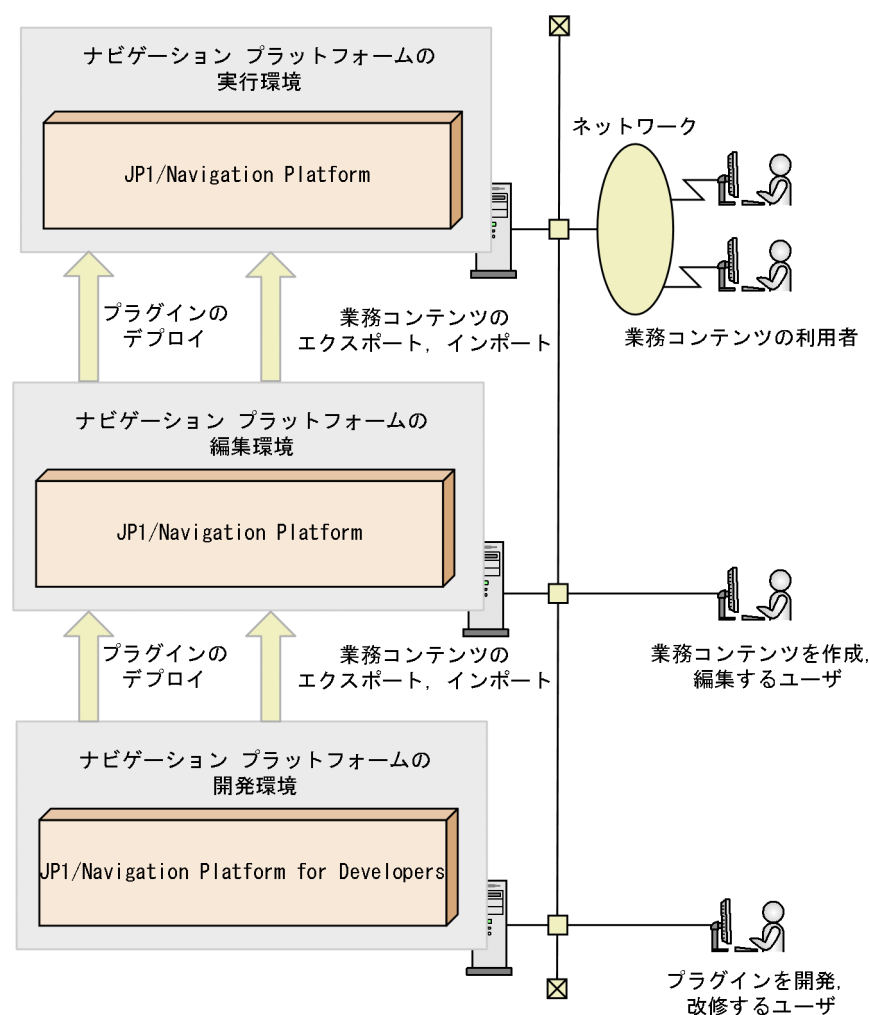 ナビゲーション プラットフォームの
実行環境
JP1/Navigation Platform
ネットワーク
プラグインの
デプロイ
業務コンテンツの
エクスポート，インポート
業務コンテンツの利用者
ナビゲーション プラットフォームの
編集環境
JP1/Navigation Platform
プラグインの
デプロイ
業務コンテンツの
エクスポート，インポート
業務コンテンツを作成，
編集するユーザ
ナビゲーション プラットフォームの
開発環境
JP1/Navigation Platform for Developers
プラグインを開発，
改修するユーザ